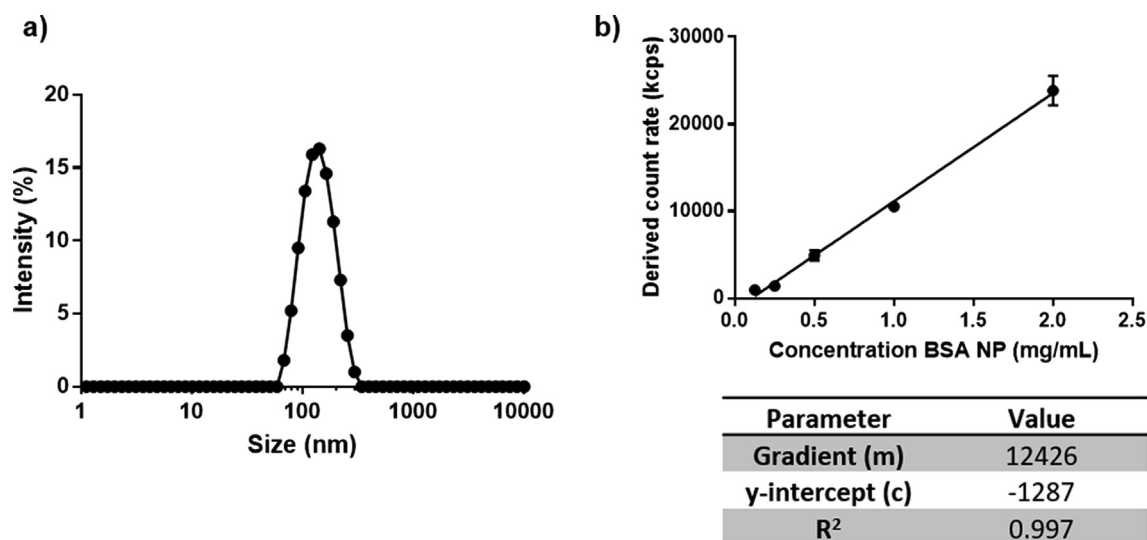 a)
20
15
10
5
0
Intensity (%)
1 10 100 1000 10000
Size (nm)
b)
30000
20000
10000
0
Derived count rate (kcps)
0.0 0.5 1.0 1.5 2.0 2.5
Concentration BSA NP (mg/mL)
Parameter Value
Gradient (m) 12426
y-intercept (c) -1287
R² 0.997